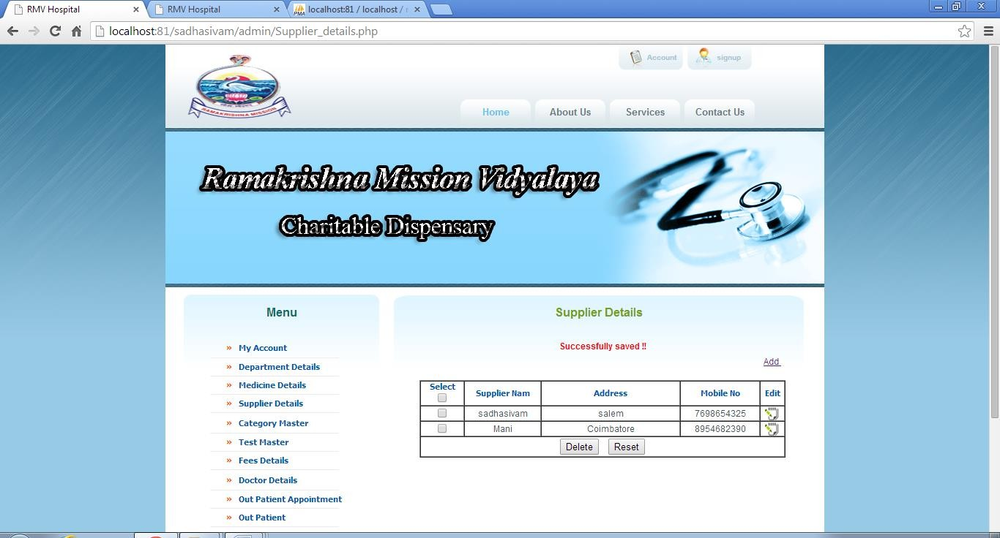 RMV Hospital
RMV Hospital
PMA localhost:81 / localhost /
localhost:81/sadhasivam/admin/Supplier_details.php
Account
signup
RAMAKRISHNA MISSION
Home
About Us
Services
Contact Us
Ramakrishna Mission Vidyalaya
Charitable Dispensary
Menu
» My Account
» Department Details
» Medicine Details
» Supplier Details
» Category Master
» Test Master
» Fees Details
» Doctor Details
» Out Patient Appointment
» Out Patient
Supplier Details
Successfully saved !!
Add
Select Supplier Nam Address Mobile No Edit
sadhasivam salem 7698654325
Mani Coimbatore 8954682390
Delete Reset